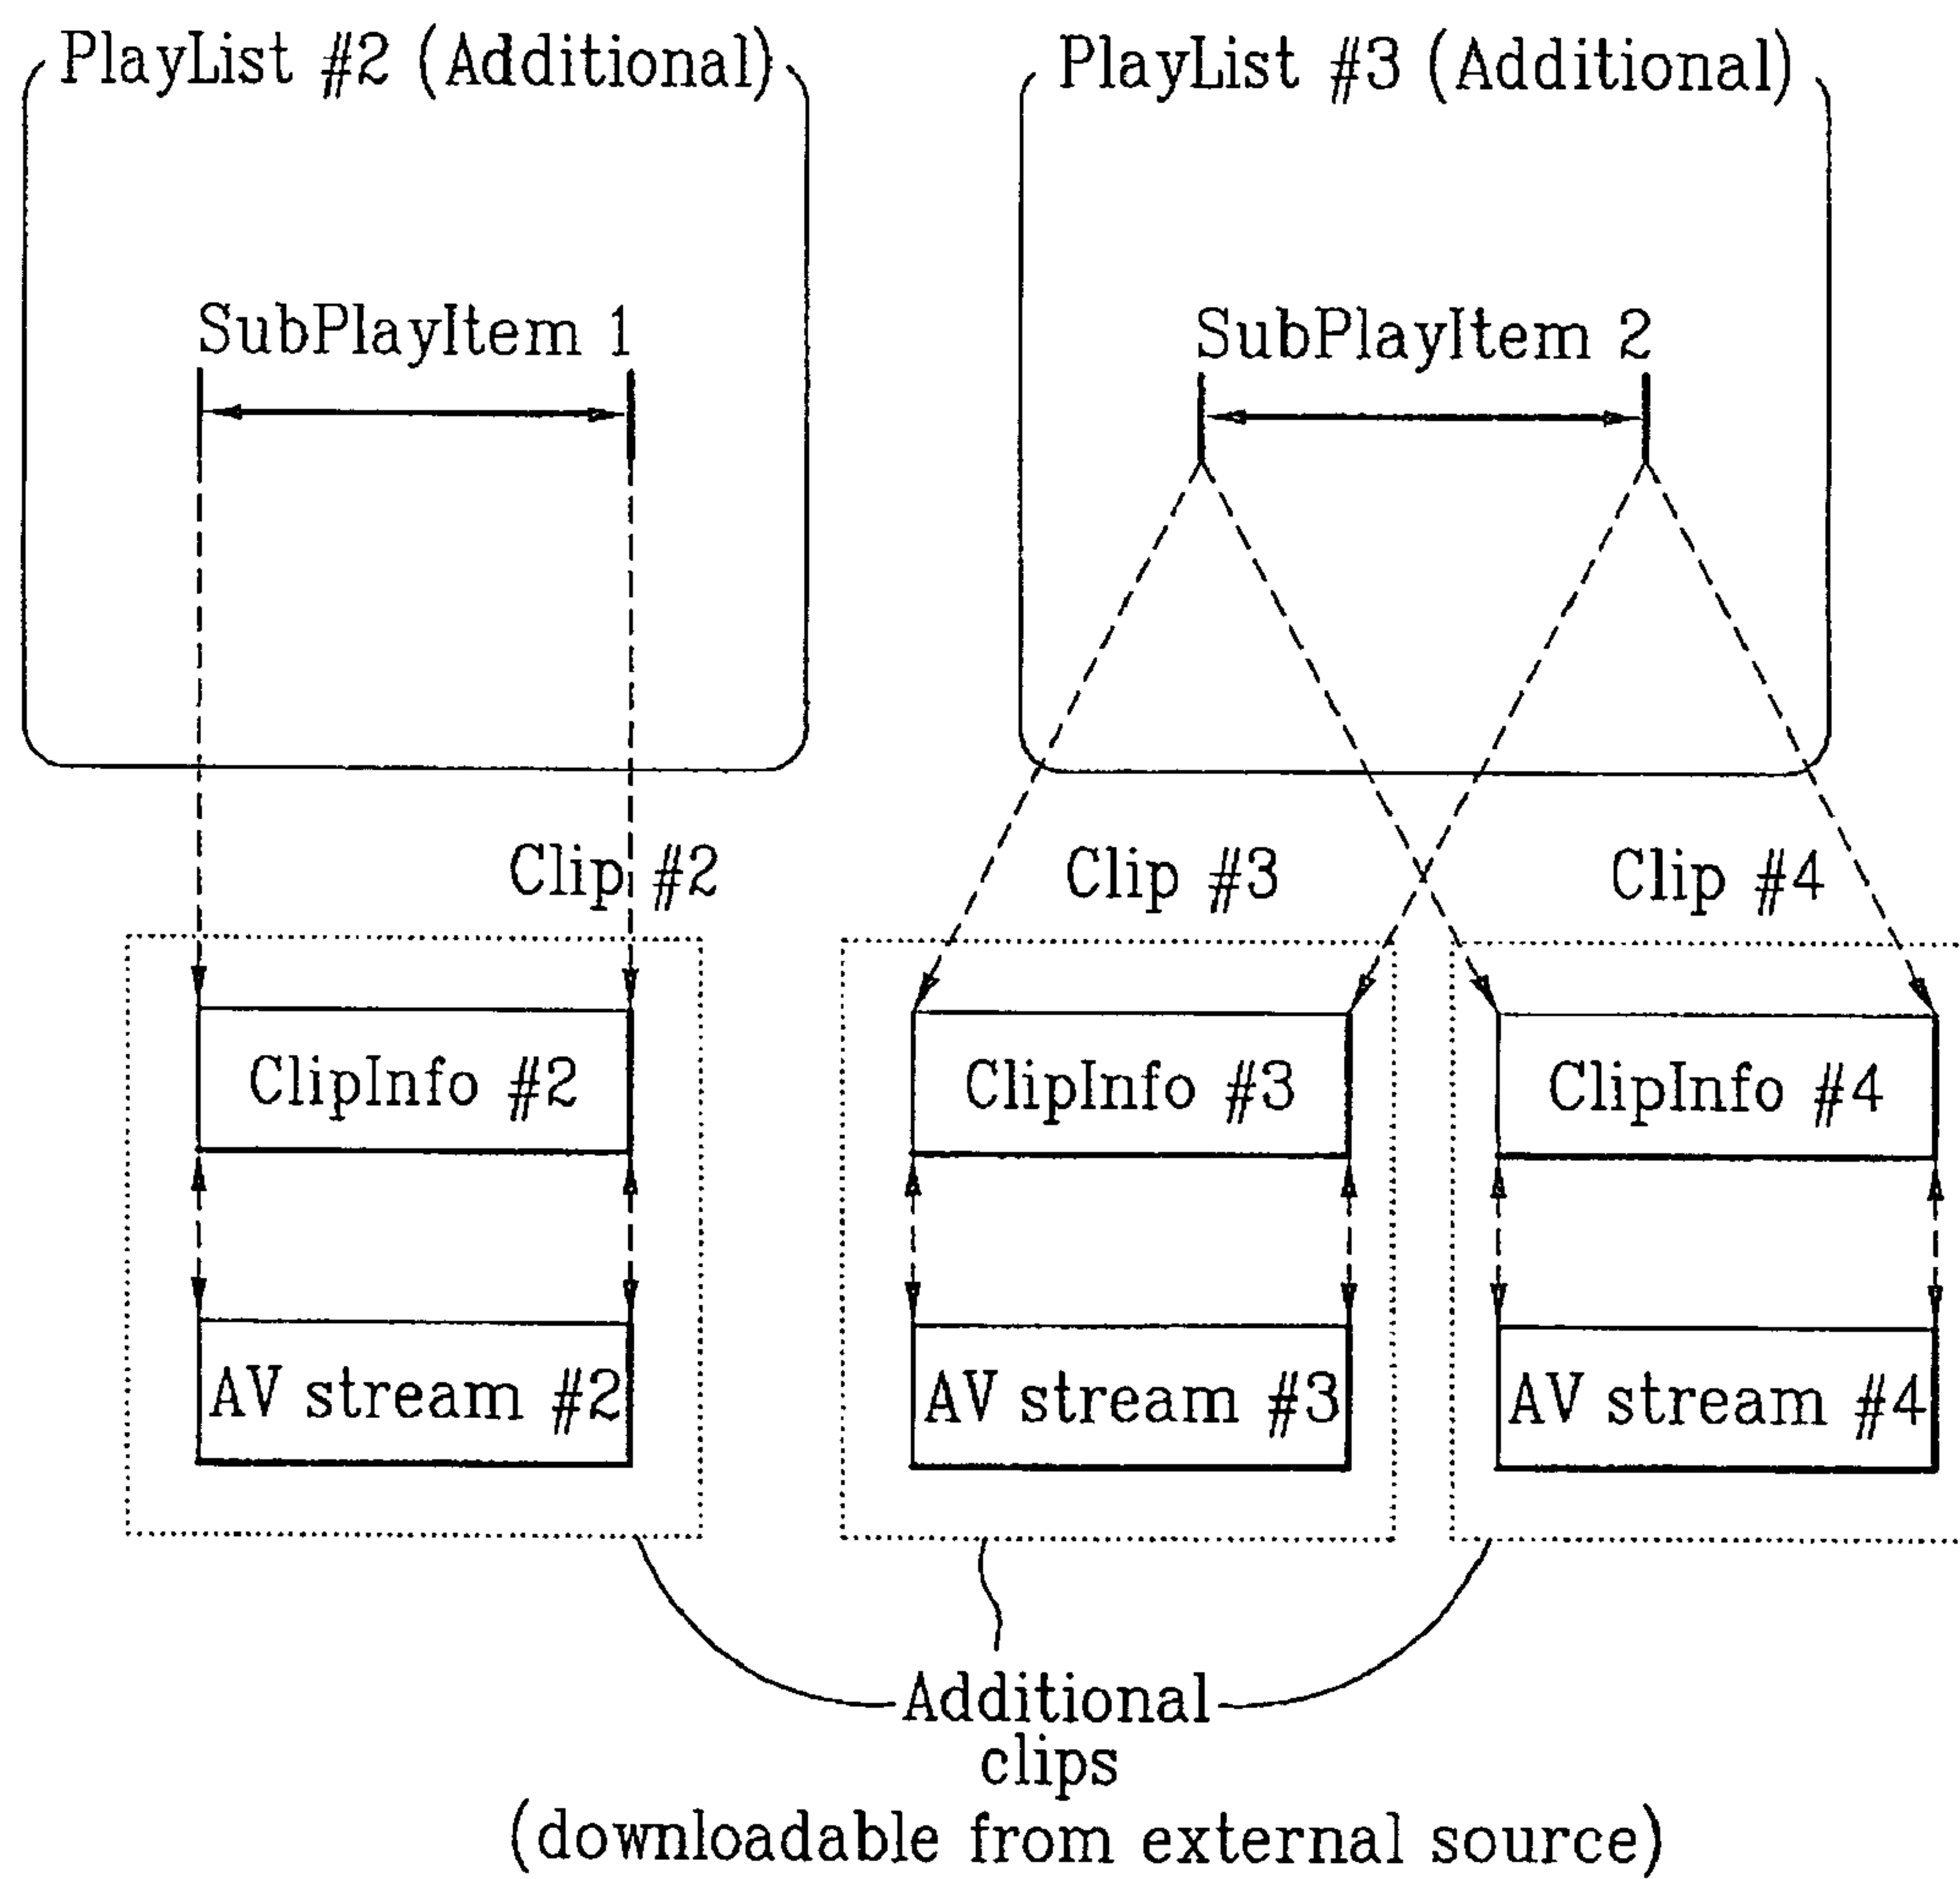 PlayList #2 (Additional)
PlayList #3 (Additional)
SubPlayItem 1
SubPlayItem 2
Clip #2
Clip #3
Clip #4
ClipInfo #2
ClipInfo #3
ClipInfo #4
AV stream #2
AV stream #3
AV stream #4
Additional
clips
(downloadable from external source)